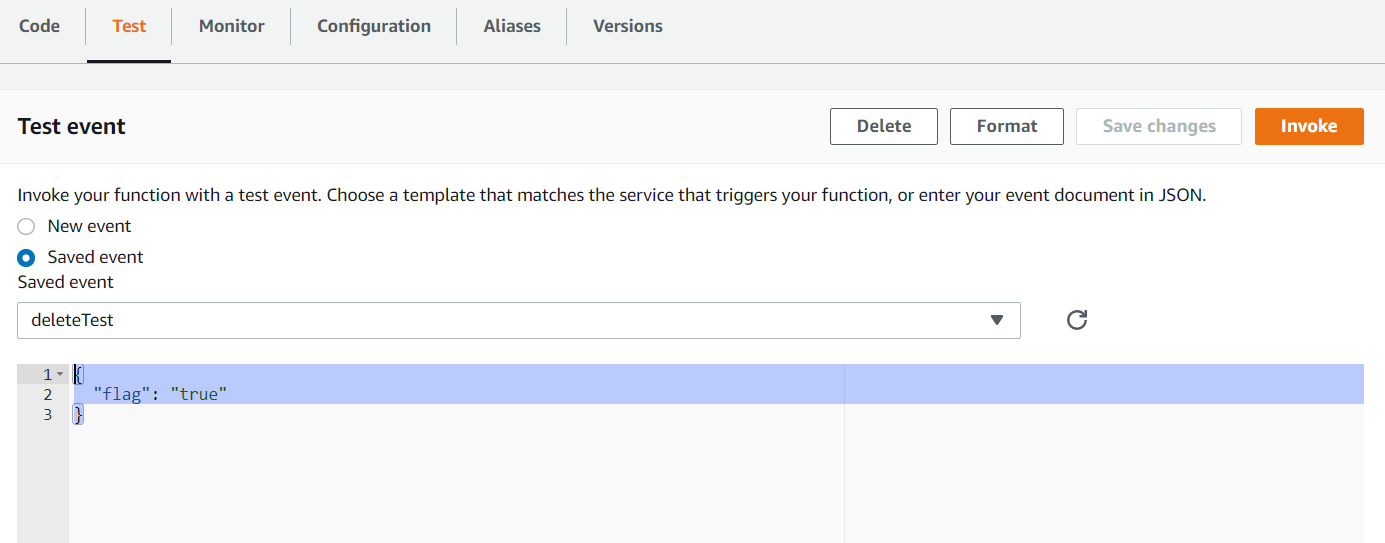 Code Test Monitor Configuration Aliases Versions
Test event Delete Format Save changes Invoke
Invoke your function with a test event. Choose a template that matches the service that triggers your function, or enter your event document in JSON.
New event
Saved event
Saved event
deleteTest
1 {
2 "flag": "true"
3 }